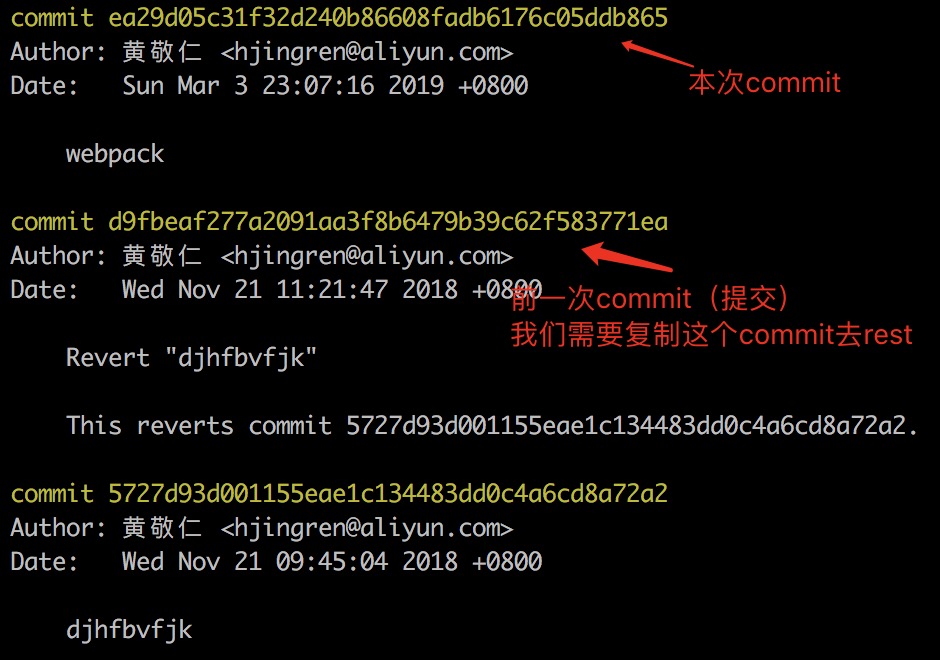 commit ea29d05c31f32d240b86608fadb6176c05ddb865
Author: 黄敬仁 <hjingren@aliyun.com>
Date:   Sun Mar 3 23:07:16 2019 +0800
本次commit
webpack
commit d9fbeaf277a2091aa3f8b6479b39c62f583771ea
Author: 黄敬仁 <hjingren@aliyun.com>
Date:   Wed Nov 21 11:21:47 2018 +0800
前一次commit（提交）
我们需要复制这个commit去rest
Revert "djhfbvfjk"
This reverts commit 5727d93d001155eae1c134483dd0c4a6cd8a72a2.
commit 5727d93d001155eae1c134483dd0c4a6cd8a72a2
Author: 黄敬仁 <hjingren@aliyun.com>
Date:   Wed Nov 21 09:45:04 2018 +0800
djhfbvfjk